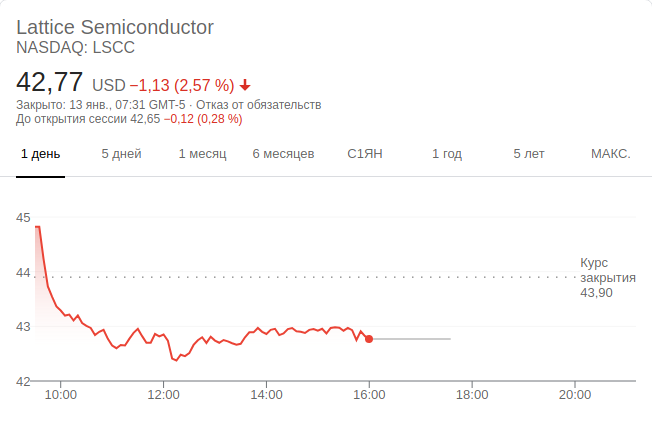 Lattice Semiconductor
NASDAQ: LSCC
42,77 USD −1,13 (2,57 %)
Закрыто: 13 янв., 07:31 GMT-5 · Отказ от обязательств
До открытия сессии 42,65 −0,12 (0,28 %)
1 день 5 дней 1 месяц 6 месяцев С1ЯН 1 год 5 лет МАКС.
45
Курс
44 закрытия
43,90
43
42
10:00 12:00 14:00 16:00 18:00 20:00